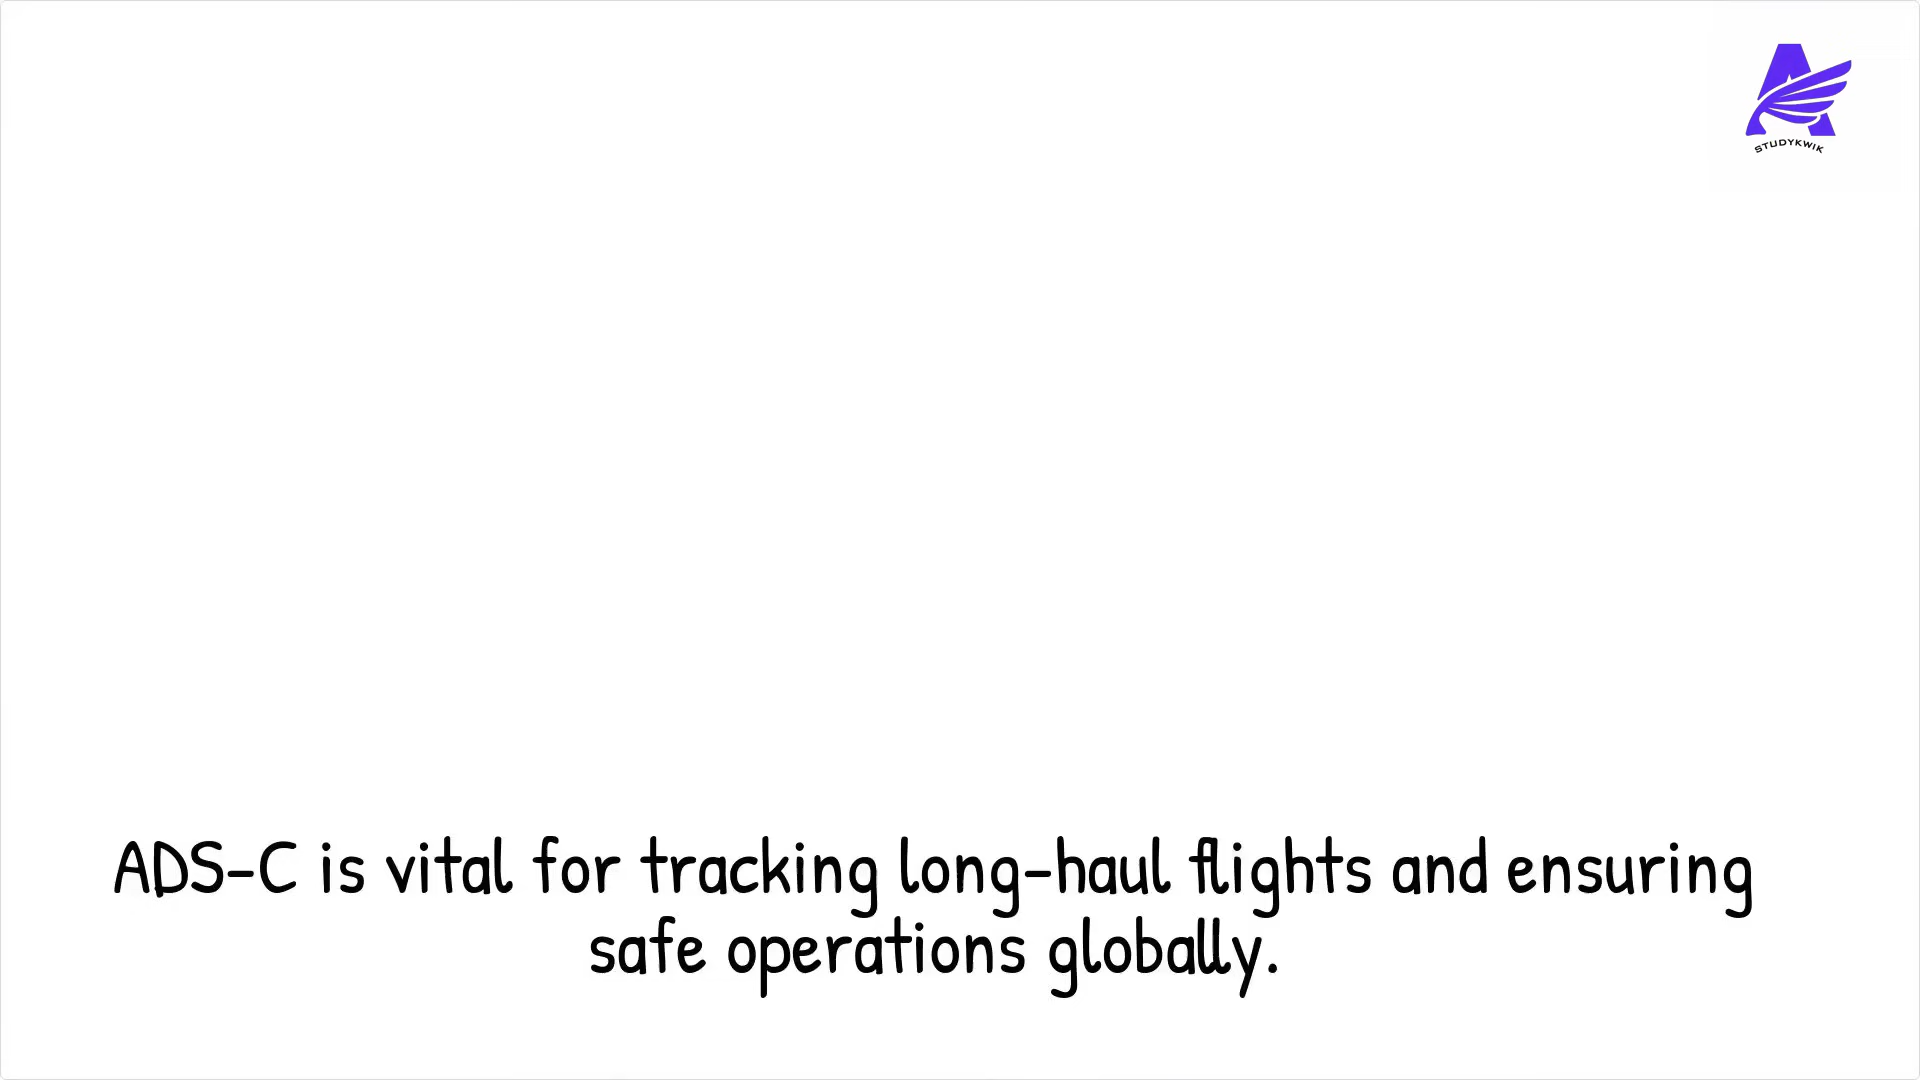 STUDYKWIK
ADS-C is vital for tracking long-haul flights and ensuring
safe operations globally.